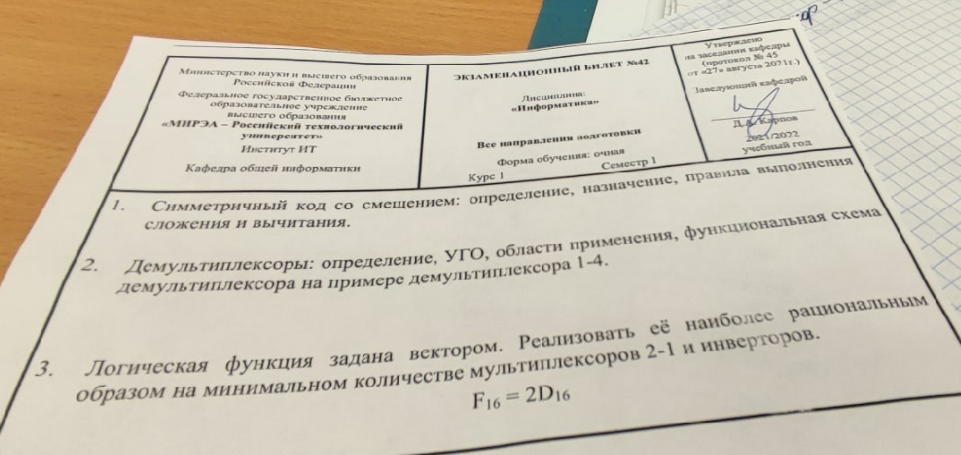 Министерство науки и высшего образования
Российской Федерации
Федеральное государственное бюджетное
образовательное учреждение
высшего образования
«МИРЭА – Российский технологический
университет»
Институт ИТ
Кафедра общей информатики
ЭКЗАМЕНАЦИОННЫЙ БИЛЕТ №42
Дисциплина:
«Информатика»
Все направления подготовки
Форма обучения: очная
Курс 1 Семестр 1
Утверждено
на заседании кафедры
(протокол № 45
от «27» августа 2021г.)
Заведующий кафедрой
Д.А. Карпов
2021/2022
учебный год
1. Симметричный код со смещением: определение, назначение, правила выполнения
сложения и вычитания.
2. Демультиплексоры: определение, УГО, области применения, функциональная схема
демультиплексора на примере демультиплексора 1-4.
3. Логическая функция задана вектором. Реализовать её наиболее рациональным
образом на минимальном количестве мультиплексоров 2-1 и инверторов.
F₁₆ = 2D₁₆